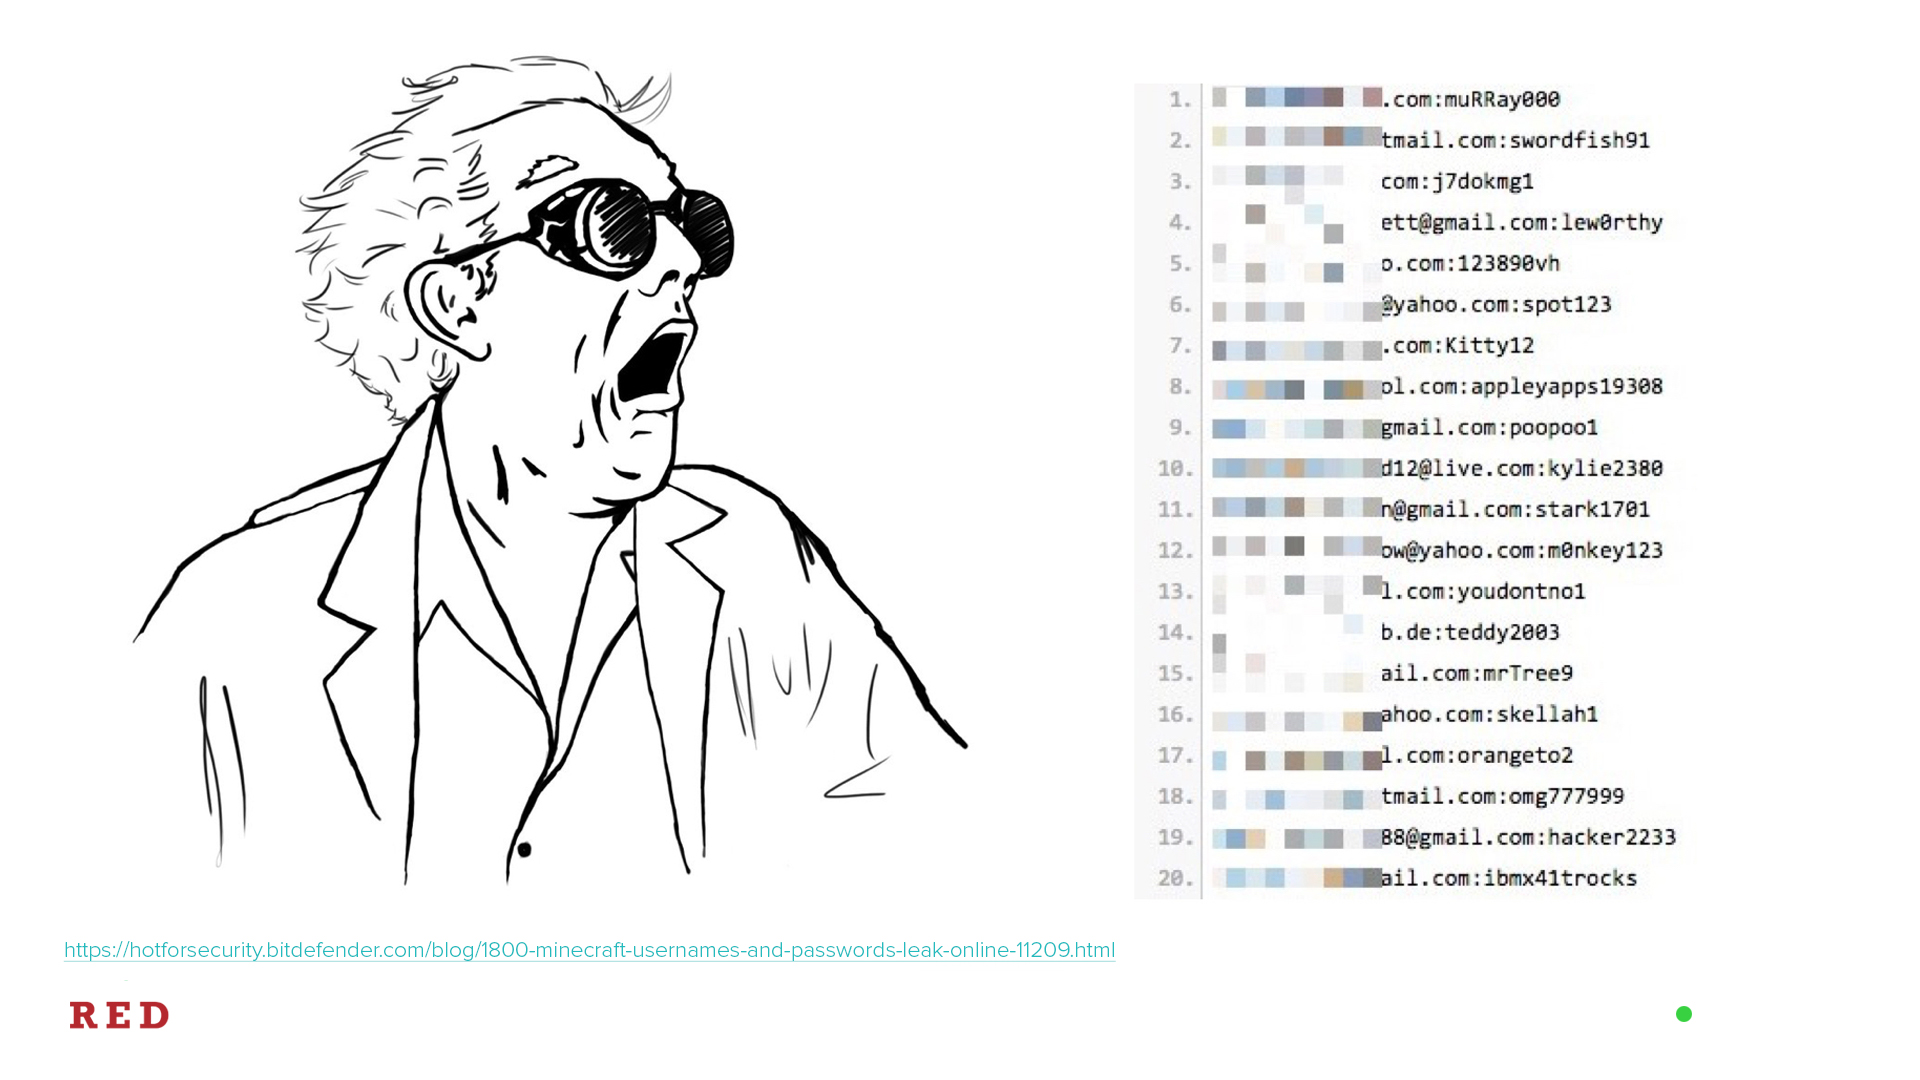 1. .com:muRRay000
2. tmail.com:swordfish91
3. com:j7dokmg1
4. ett@gmail.com:lew0rthy
5. o.com:123890vh
6. @yahoo.com:spot123
7. .com:Kitty12
8. ol.com:appleyapps19308
9. gmail.com:poopoo1
10. d12@live.com:kylie2380
11. n@gmail.com:stark1701
12. ow@yahoo.com:m0nkey123
13. l.com:youdontno1
14. b.de:teddy2003
15. ail.com:mrTree9
16. ahoo.com:skellah1
17. l.com:orangeto2
18. tmail.com:omg777999
19. 88@gmail.com:hacker2233
20. ail.com:ibmx41trocks
https://hotforsecurity.bitdefender.com/blog/1800-minecraft-usernames-and-passwords-leak-online-11209.html
RED